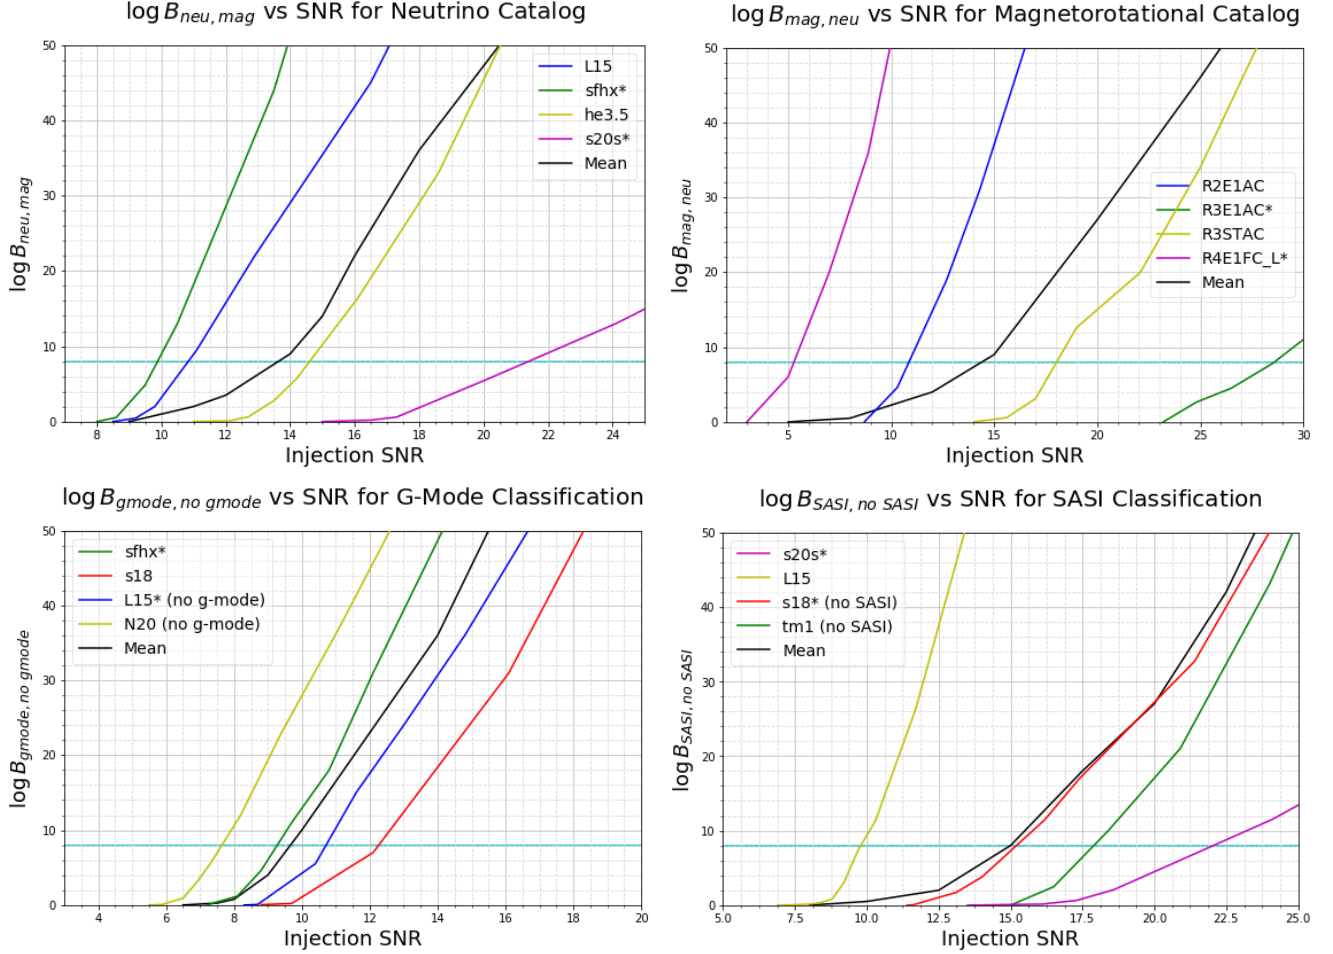 log B_neu, mag vs SNR for Neutrino Catalog
50
40
30
20
10
0
log B_neu, mag
L15
sfhx*
he3.5
s20s*
Mean
8 10 12 14 16 18 20 22 24
Injection SNR
log B_mag, neu vs SNR for Magnetorotational Catalog
50
40
30
20
10
0
log B_mag, neu
R2E1AC
R3E1AC*
R3STAC
R4E1FC_L*
Mean
5 10 15 20 25 30
Injection SNR
log B_gmode, no gmode vs SNR for G-Mode Classification
50
40
30
20
10
0
log B_gmode, no gmode
sfhx*
s18
L15* (no g-mode)
N20 (no g-mode)
Mean
4 6 8 10 12 14 16 18 20
Injection SNR
log B_SASI, no SASI vs SNR for SASI Classification
50
40
30
20
10
0
log B_SASI, no SASI
s20s*
L15
s18* (no SASI)
tm1 (no SASI)
Mean
5.0 7.5 10.0 12.5 15.0 17.5 20.0 22.5 25.0
Injection SNR